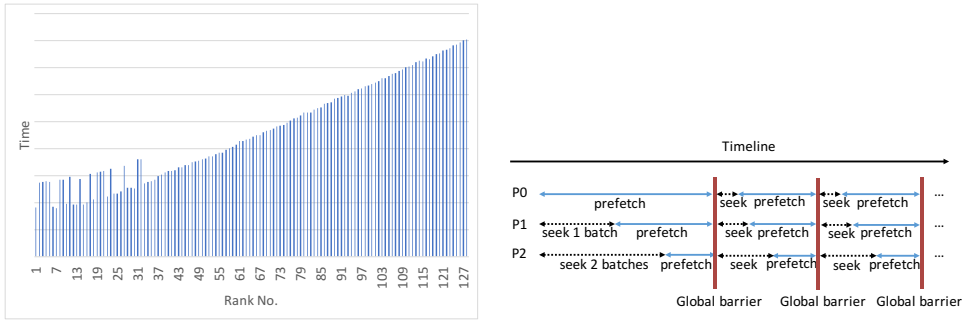 Time
1 7 13 19 25 31 37 43 49 55 61 67 73 79 85 91 97 103 109 115 121 127
Rank No.
Timeline
P0
prefetch
seek prefetch
seek prefetch
...
P1
seek 1 batch prefetch
seek prefetch
seek prefetch
...
P2
seek 2 batches prefetch
seek prefetch
seek prefetch
...
Global barrier Global barrier Global barrier